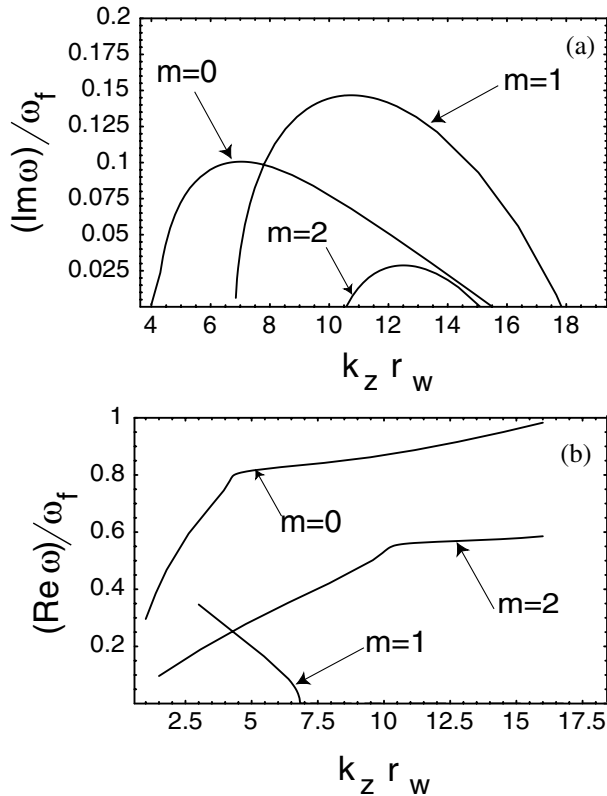 0.2
(a)
0.175
m=0
0.15
m=1
0.125
0.1
0.075
m=2
0.05
0.025
(Imω)/ω_f
4 6 8 10 12 14 16 18
k_z r_w
1
(b)
0.8
m=0
0.6
m=2
0.4
0.2
m=1
(Re ω)/ω_f
2.5 5 7.5 10 12.5 15 17.5
k_z r_w